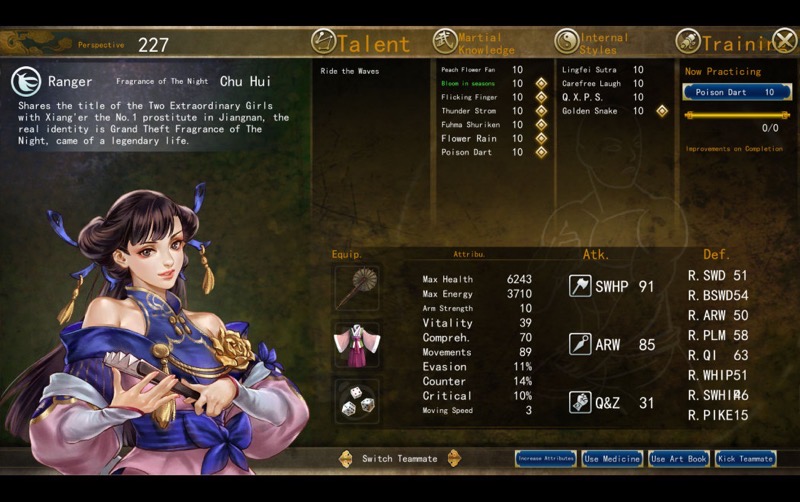 Perspective 227
Talent
Martial Knowledge
Internal Styles
Trainin
Ranger Fragrance of The Night Chu Hui
Shares the title of the Two Extraordinary Girls
with Xiang'er the No.1 prostitute in Jiangnan, the
real identity is Grand Theft Fragrance of The
Night, came of a legendary life.
Ride the Waves
Peach Flower Fan 10
Bloom in seasons 10
Flicking Finger 10
Thunder Strom 10
Fuhma Shuriken 10
Flower Rain 10
Poison Dart 10
Lingfei Sutra 10
Carefree Laugh 10
Q.X.P.S. 10
Golden Snake 10
Now Practicing
Poison Dart 10
0/0
Improvements on Completion
Equip.
Attribu.
Max Health 6243
Max Energy 3710
Arm Strength 10
Vitality 39
Compreh. 70
Movements 89
Evasion 11%
Counter 14%
Critical 10%
Moving Speed 3
Atk.
SWHP 91
ARW 85
Q&Z 31
Def.
R.SWD 51
R.BSWD54
R.ARW 50
R.PLM 58
R.QI 63
R.WHIP51
R.PIKE15
Switch Teammate
Increase Attributes
Use Medicine
Use Art Book
Kick Teammate